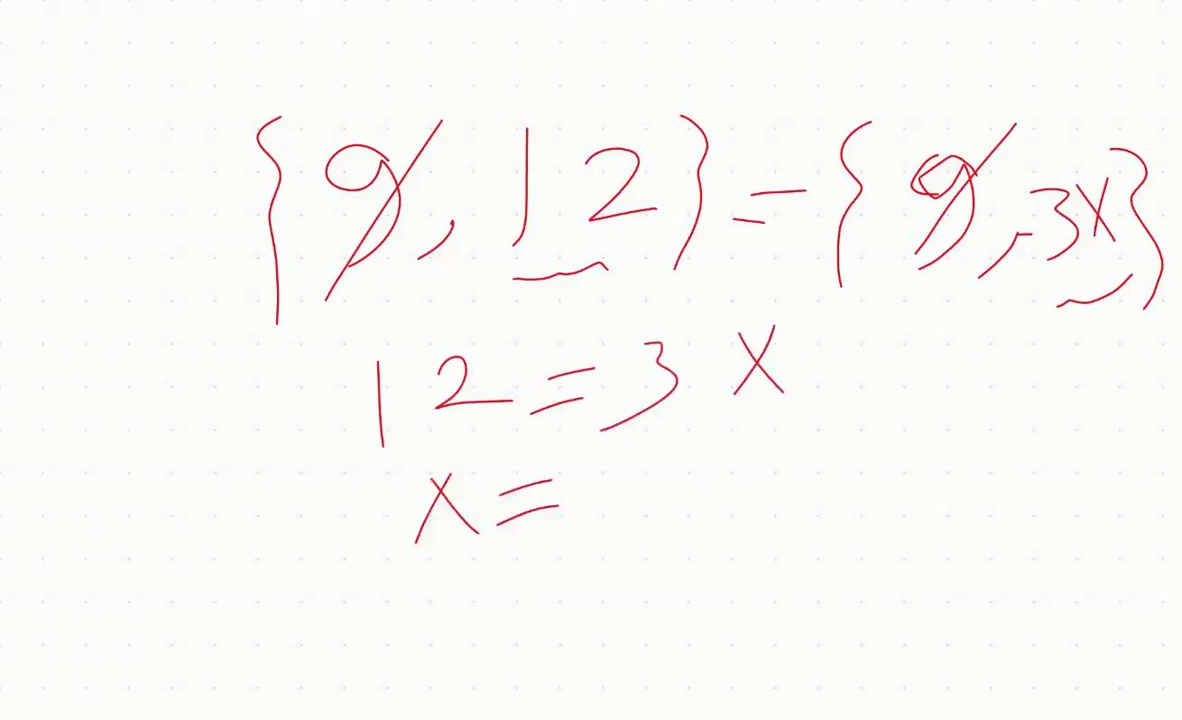 {9,12}={9,3x}
12=3x
x=